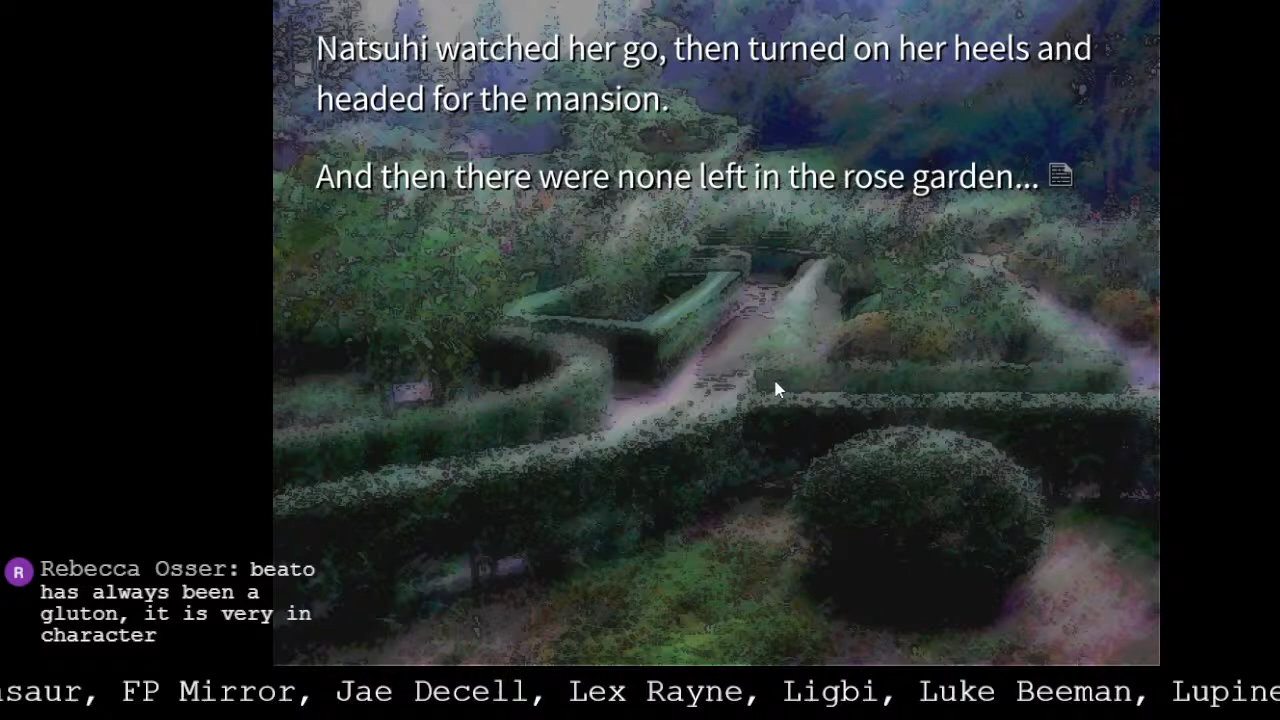 Natsuhi watched her go, then turned on her heels and
headed for the mansion.
And then there were none left in the rose garden...
R
Rebecca Osser: beato
has always been a
gluton, it is very in
character
nsaur, FP Mirror, Jae Decell, Lex Rayne, Ligbi, Luke Beeman, Lupine